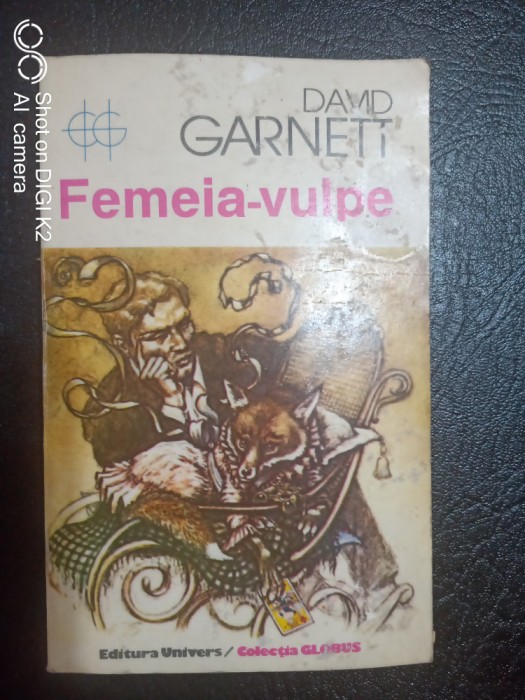 DAVID
GARNETT
Femeia-vulpe
Editura Univers / Colecția GLOBUS
Shot on DIGI K2
AI camera